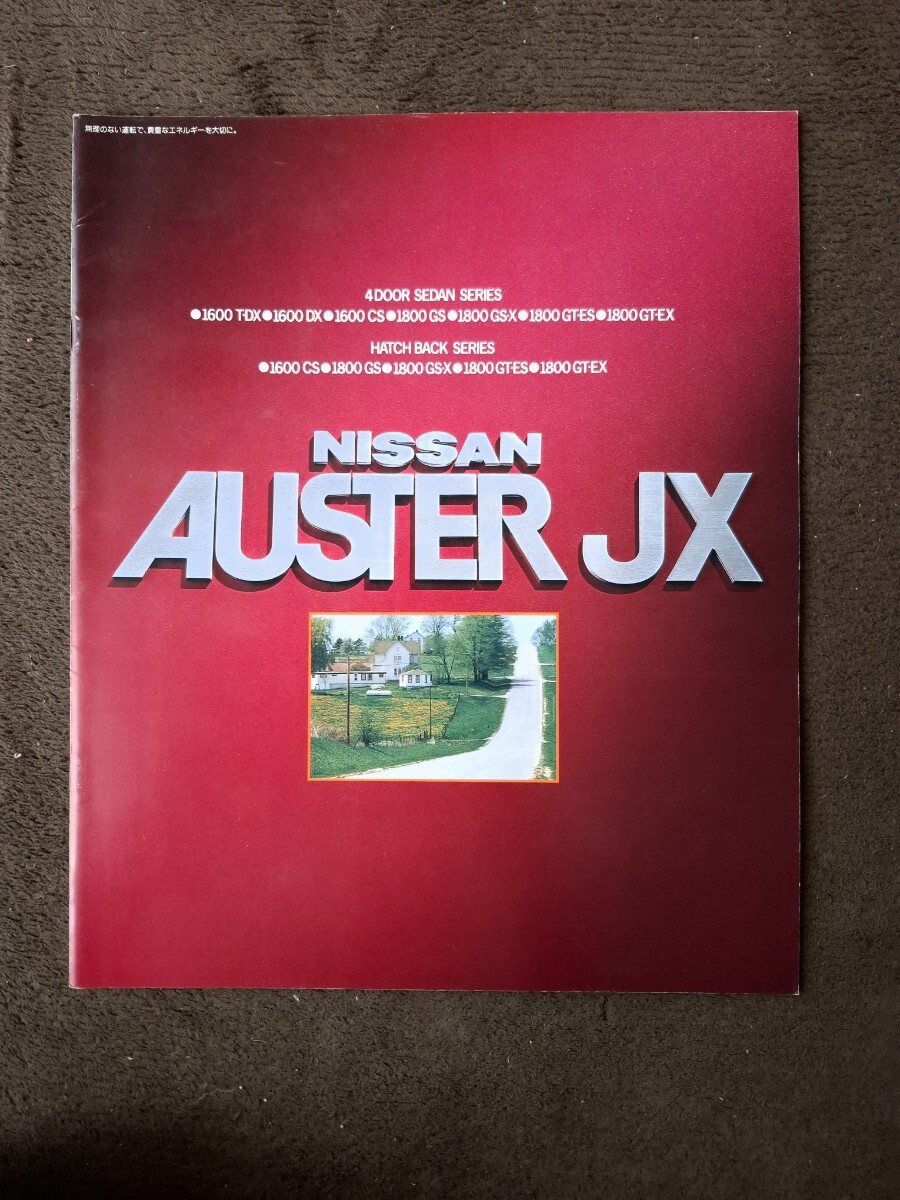 無理のない運転で、貴重なエネルギーを大切に。
4DOOR SEDAN SERIES
●1600 T·DX●1600 DX●1600 CS●1800 GS●1800 GS·X●1800 GT·ES●1800 GT·EX
HATCH BACK SERIES
●1600 CS●1800 GS●1800 GS·X●1800 GT·ES●1800 GT·EX
NISSAN
AUSTER JX